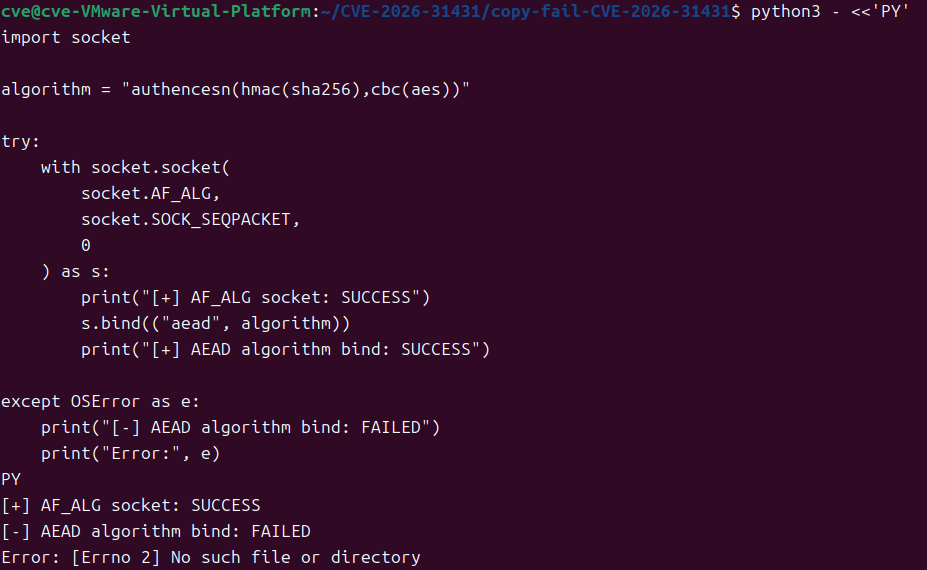 cve@cve-VMware-Virtual-Platform:~/CVE-2026-31431/copy-fail-CVE-2026-31431$ python3 - <<'PY'
import socket

algorithm = "authencesn(hmac(sha256),cbc(aes))"

try:
    with socket.socket(
        socket.AF_ALG,
        socket.SOCK_SEQPACKET,
        0
    ) as s:
        print("[+] AF_ALG socket: SUCCESS")
        s.bind(("aead", algorithm))
        print("[+] AEAD algorithm bind: SUCCESS")

except OSError as e:
    print("[-] AEAD algorithm bind: FAILED")
    print("Error:", e)
PY
[+] AF_ALG socket: SUCCESS
[-] AEAD algorithm bind: FAILED
Error: [Errno 2] No such file or directory